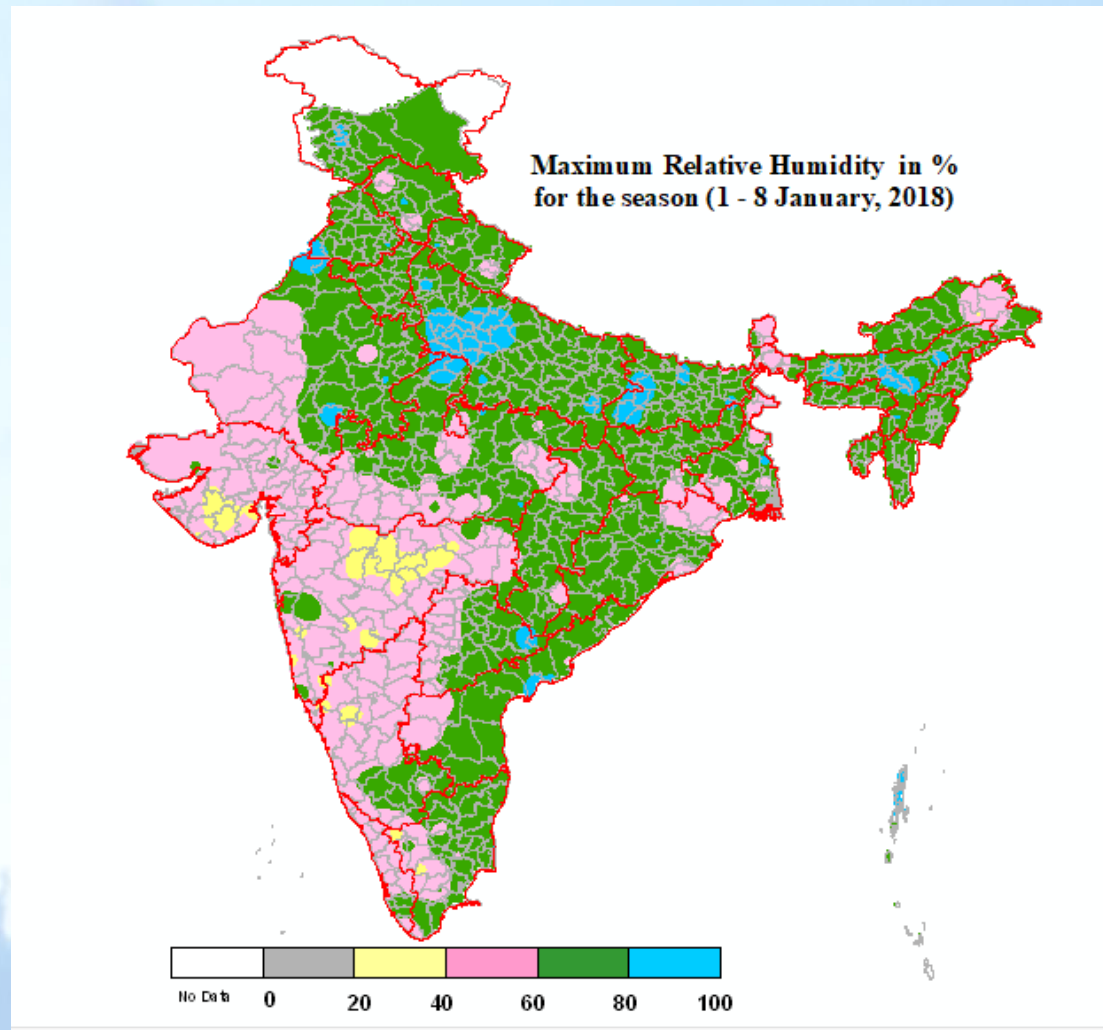 Maximum Relative Humidity in %
for the season (1 - 8 January, 2018)
No Data 0 20 40 60 80 100